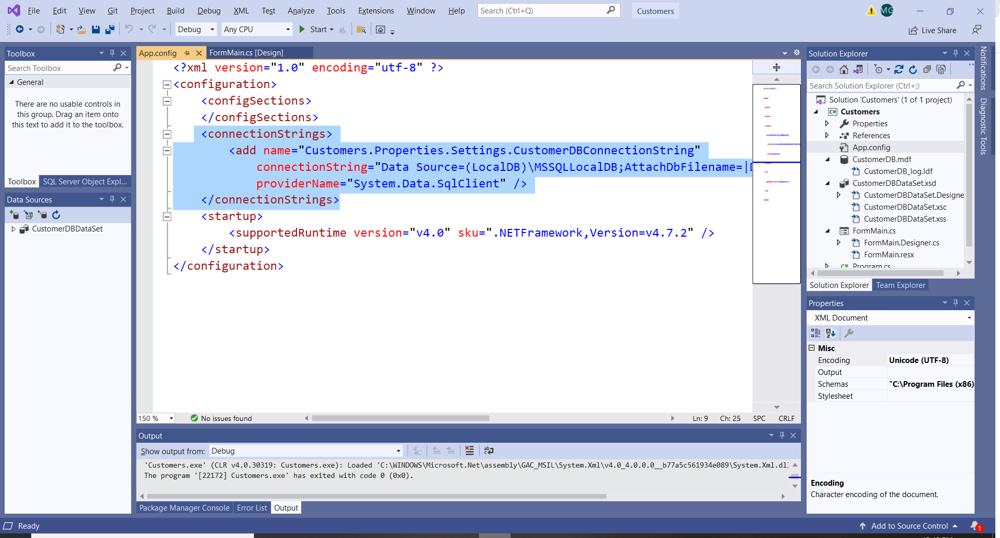 File Edit View Git Project Build Debug XML Test Analyze Tools Extensions Window Help Search (Ctrl+Q) Customers MG
Debug Any CPU Start Live Share
Toolbox
Search Toolbox
General
There are no usable controls in
this group. Drag an item onto
this text to add it to the toolbox.
Toolbox SQL Server Object Expl...
Data Sources
CustomerDBDataSet
App.config FormMain.cs [Design]
<?xml version="1.0" encoding="utf-8" ?>
<configuration>
<configSections>
</configSections>
<connectionStrings>
<add name="Customers.Properties.Settings.CustomerDBConnectionString"
connectionString="Data Source=(LocalDB)\MSSQLLocalDB;AttachDbFilename=|
providerName="System.Data.SqlClient" />
</connectionStrings>
<startup>
<supportedRuntime version="v4.0" sku=".NETFramework,Version=v4.7.2" />
</startup>
</configuration>
150 % No issues found Ln: 9 Ch: 25 SPC CRLF
Output
Show output from: Debug
'Customers.exe' (CLR v4.0.30319: Customers.exe): Loaded 'C:\WINDOWS\Microsoft.Net\assembly\GAC_MSIL\System.Xml\v4.0_4.0.0.0__b77a5c561934e089\System.Xml.dll
The program '[22172] Customers.exe' has exited with code 0 (0x0).
Package Manager Console Error List Output
Solution Explorer
Search Solution Explorer (Ctrl+;)
Solution 'Customers' (1 of 1 project)
C# Customers
Properties
References
App.config
CustomerDB.mdf
CustomerDB_log.ldf
CustomerDBDataSet.xsd
CustomerDBDataSet.Designe
CustomerDBDataSet.xsc
CustomerDBDataSet.xss
FormMain.cs
FormMain.Designer.cs
FormMain.resx
C# Program.cs
Solution Explorer Team Explorer
Properties
XML Document
Misc
Encoding Unicode (UTF-8)
Output
Schemas "C:\Program Files (x86)
Stylesheet
Encoding
Character encoding of the document.
Notifications
Diagnostic Tools
Ready Add to Source Control 1